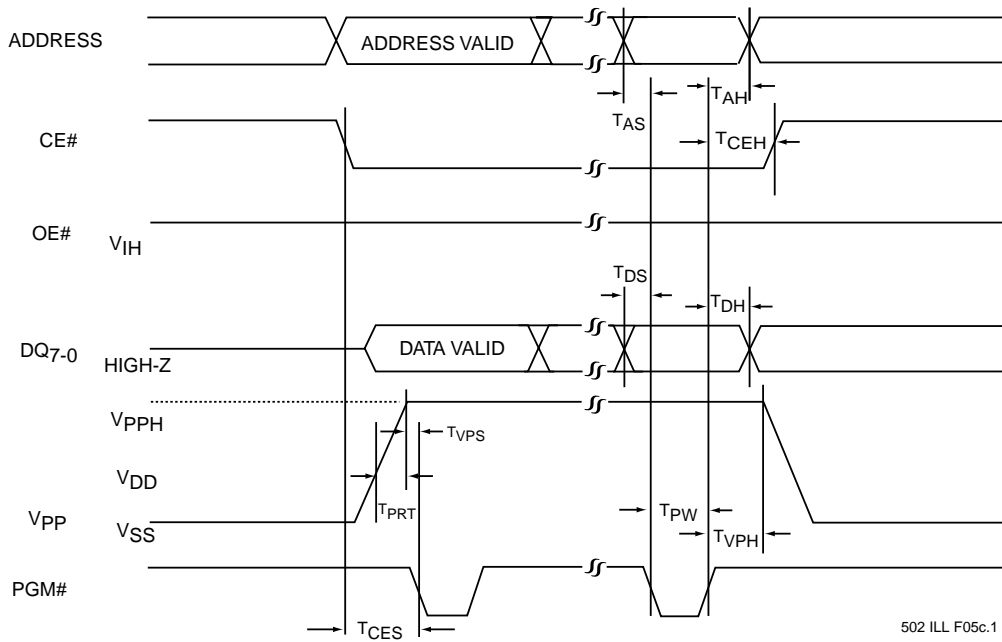 ADDRESS
ADDRESS VALID
TAH
TAS
CE#
TCEH
OE#
VIH
TDS
TDH
DQ7-0
DATA VALID
HIGH-Z
VPPH
TVPS
VDD
TPRT
TPW
VPP
VSS
TVPH
PGM#
TCES
502 ILL F05c.1